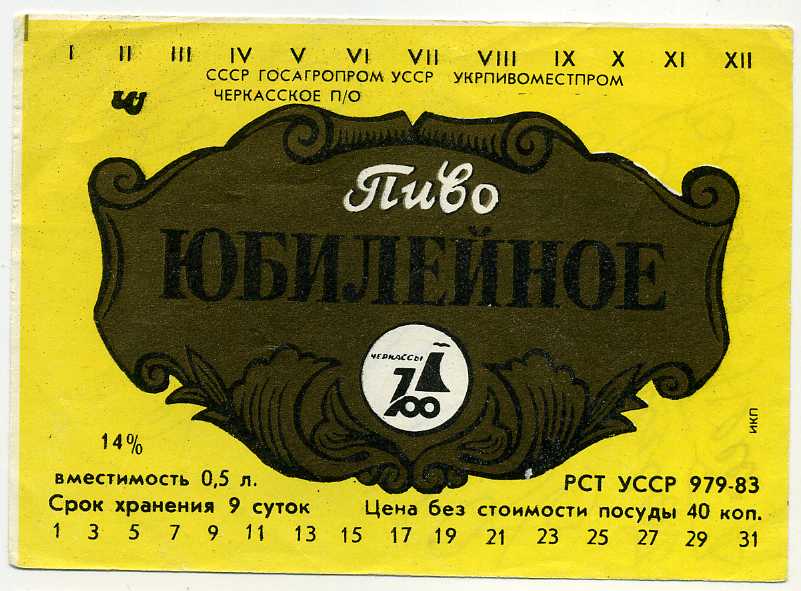 I II III IV V VI VII VIII IX X XI XII
СССР ГОСАГРОПРОМ УССР УКРПИВОМЕСТПРОМ
ЧЕРКАССКОЕ П/О
Пиво
ЮБИЛЕЙНОЕ
ЧЕРКАССЫ
700
ИКП
14%
вместимость 0,5 л.
РСТ УССР 979-83
Срок хранения 9 суток
Цена без стоимости посуды 40 коп.
1 3 5 7 9 11 13 15 17 19 21 23 25 27 29 31